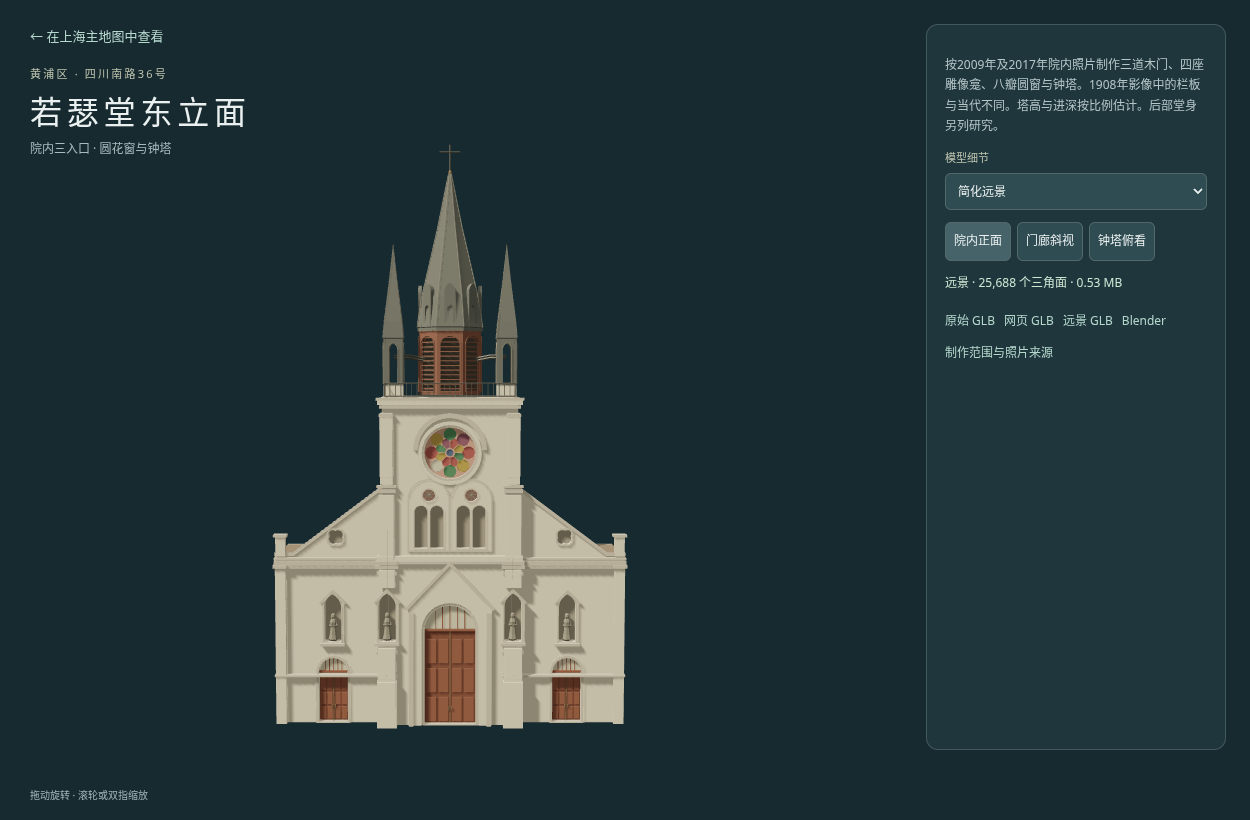 ← 在上海主地图中查看
黄浦区 · 四川南路36号
若瑟堂东立面
院内三入口 · 圆花窗与钟塔
按2009年及2017年院内照片制作三道木门、四座
雕像龛、八瓣圆窗与钟塔。1908年影像中的栏板
与当代不同。塔高与进深按比例估计。后部堂身
另列研究。
模型细节
简化远景
院内正面 门廊斜视 钟塔俯看
远景 · 25,688 个三角面 · 0.53 MB
原始 GLB 网页 GLB 远景 GLB Blender
制作范围与照片来源
拖动旋转 · 滚轮或双指缩放